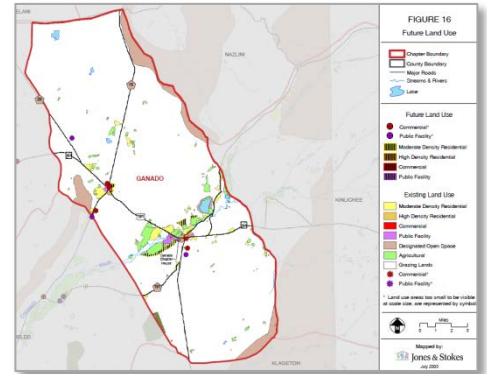 FIGURE 16
Future Land Use
Chapter Boundary
County Boundary
Major Roads
Streams & Rivers
Lake
Future Land Use
Commercial*
Public Facility*
Moderate Density Residential
High Density Residential
Commercial
Public Facility
Existing Land Use
Moderate Density Residential
High Density Residential
Commercial
Public Facility
Designated Open Space
Agricultural
Grazing Lands
Commercial*
Public Facility*
* Land use areas too small to be visible
at scale size, are represented by symbol
Miles
Mapped by:
Jones & Stokes
July 2003
NAZLINI
GANADO
KINLICHEE
KLAGETOH